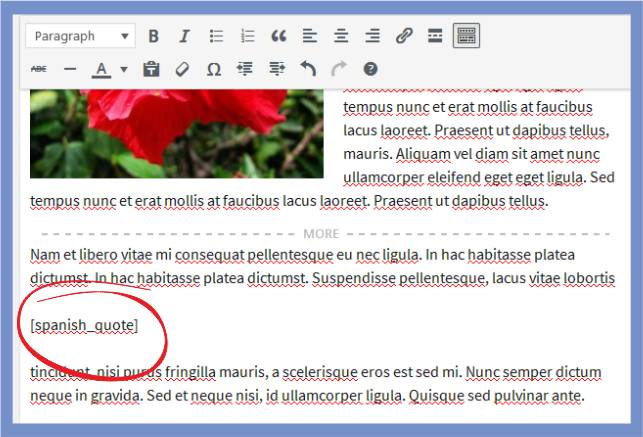 Paragraph
B I
ABC A Ω
tempus nunc et erat mollis at faucibus
lacus laoreet. Praesent ut dapibus tellus,
mauris. Aliquam vel diam sit amet nunc
ullamcorper eleifend eget eget ligula. Sed
tempus nunc et erat mollis at faucibus lacus laoreet. Praesent ut dapibus tellus.
MORE
Nam et libero vitae mi consequat pellentesque eu nec ligula. In hac habitasse platea
dictumst. In hac habitasse platea dictumst. Suspendisse pellentesque, lacus vitae lobortis
[spanish_quote]
tincidunt, nisi purus fringilla mauris, a scelerisque eros est sed mi. Nunc semper dictum
neque in gravida. Sed et neque nisi, id ullamcorper ligula. Quisque sed pulvinar ante.